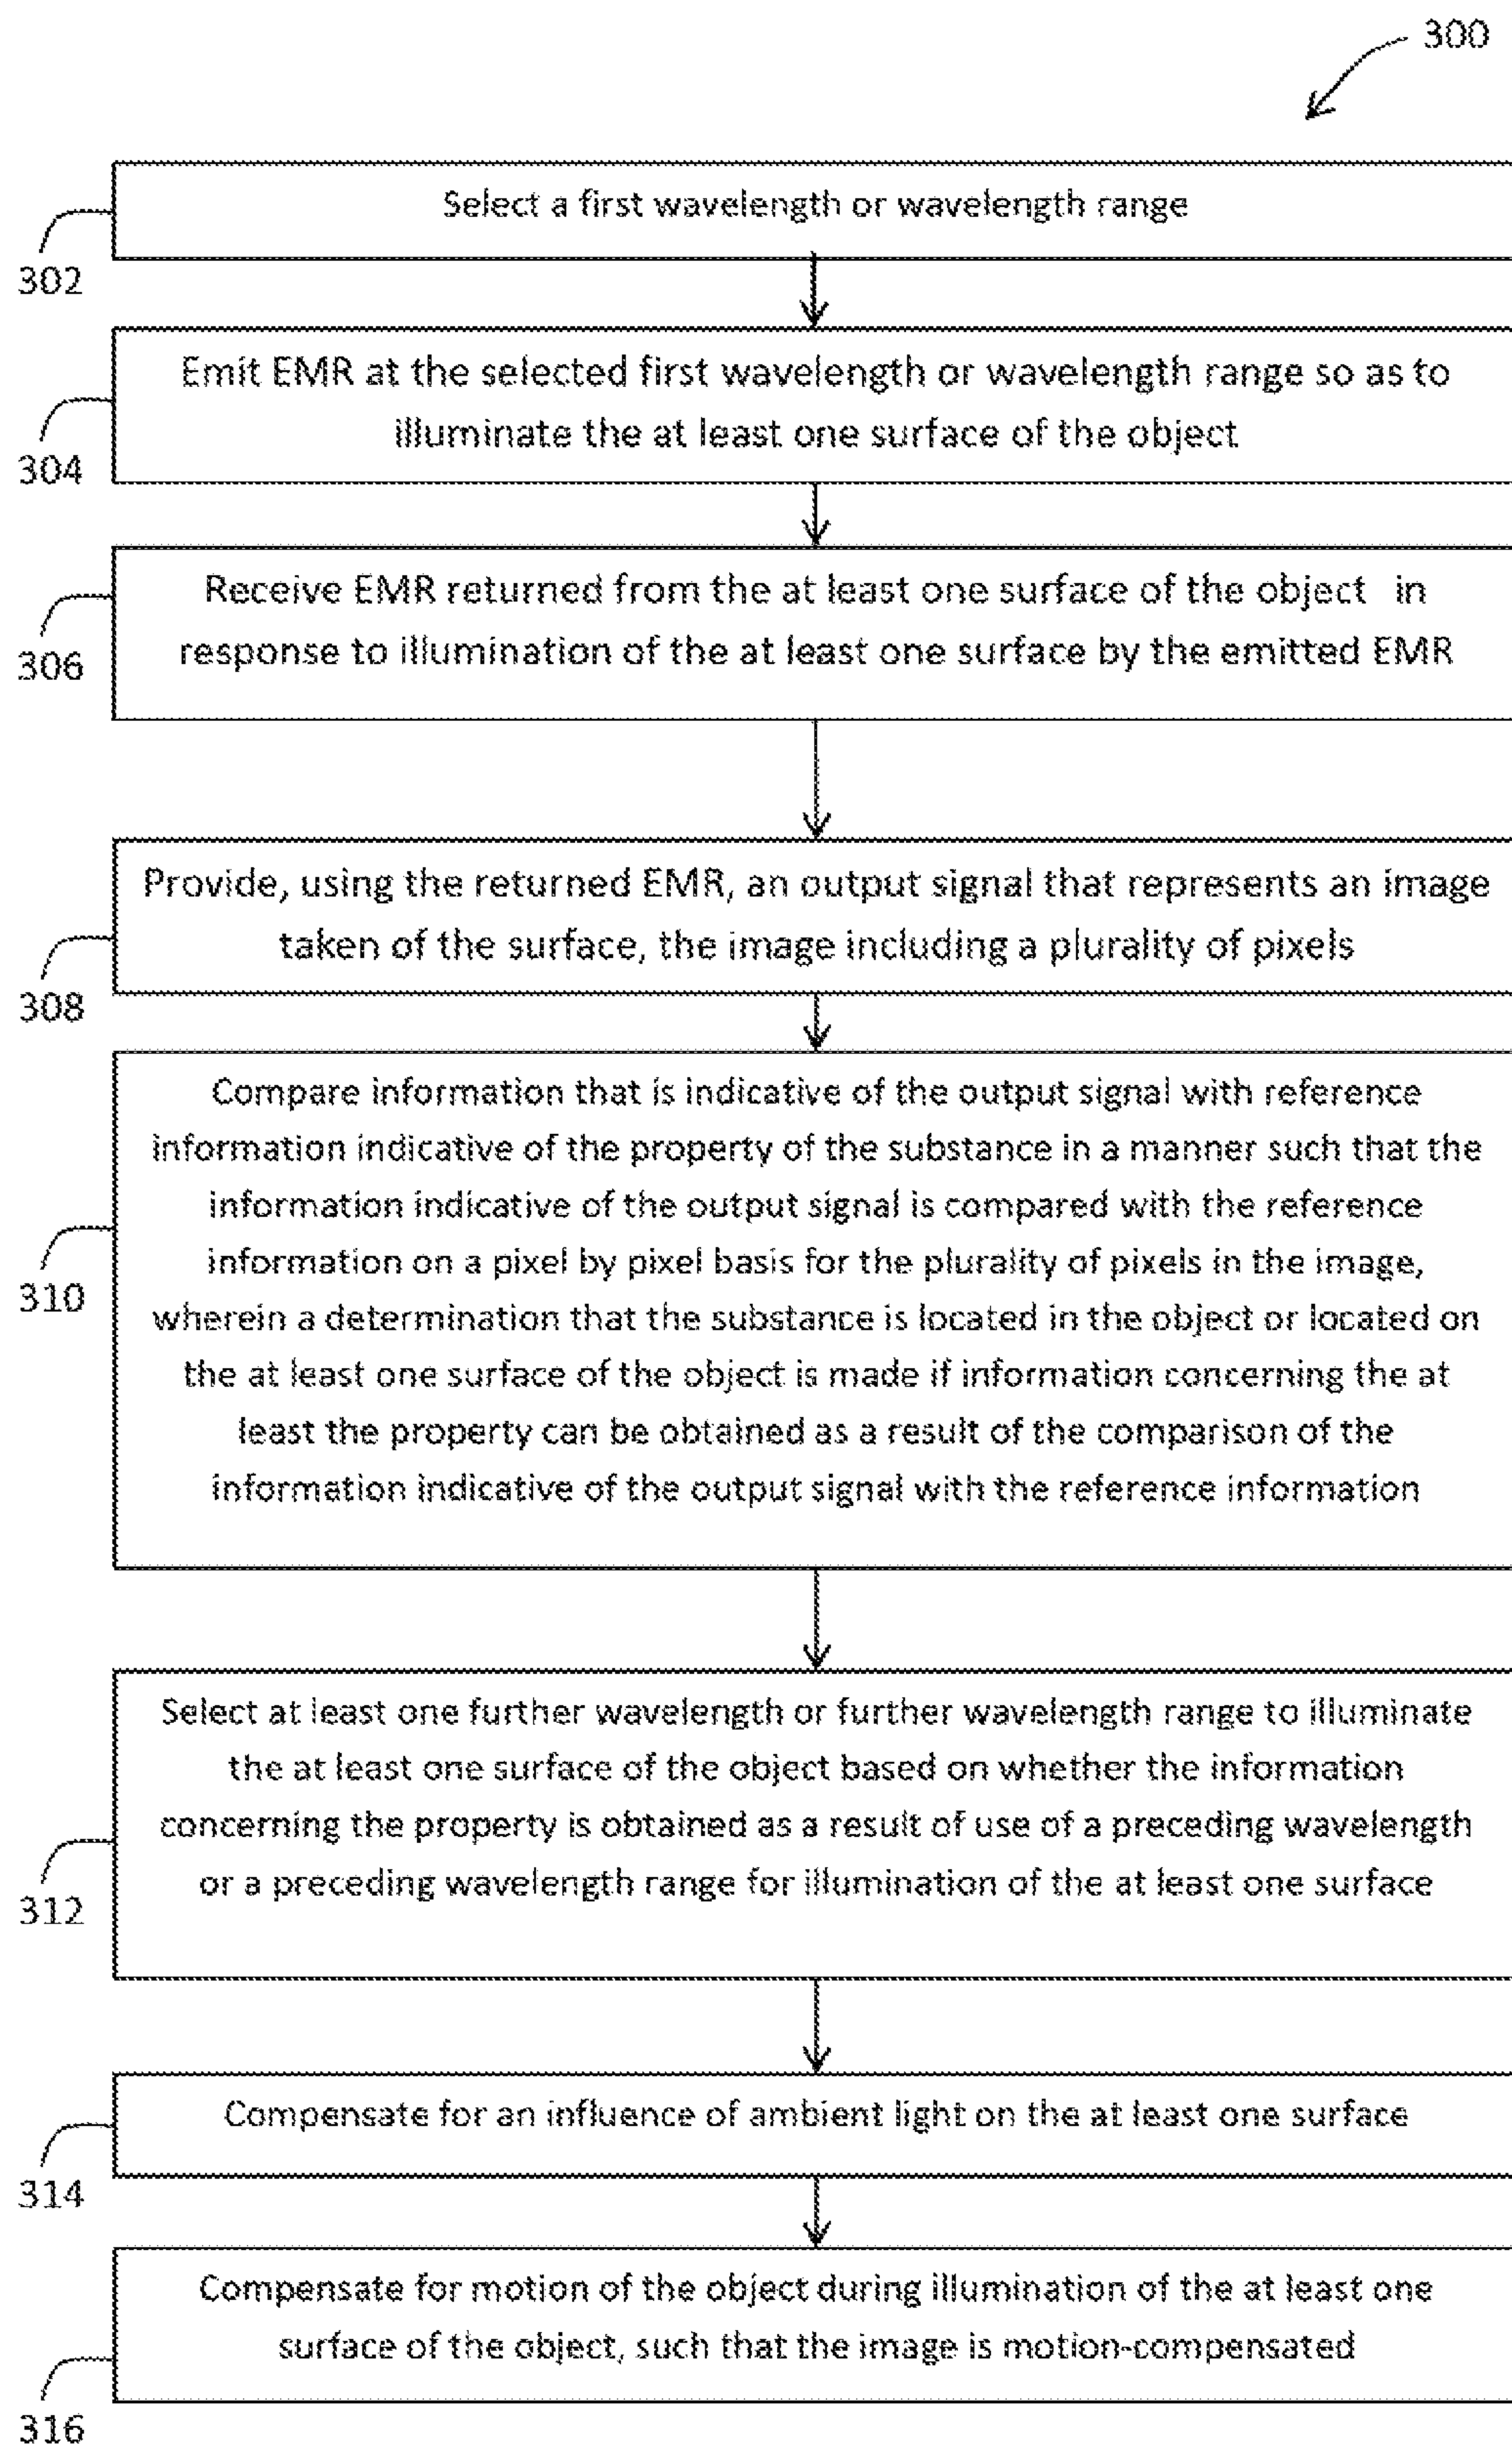 300
Select a first wavelength or wavelength range
302
Emit EMR at the selected first wavelength or wavelength range so as to
illuminate the at least one surface of the object
304
Receive EMR returned from the at least one surface of the object in
response to illumination of the at least one surface by the emitted EMR
306
Provide, using the returned EMR, an output signal that represents an image
taken of the surface, the image including a plurality of pixels
308
Compare information that is indicative of the output signal with reference
information indicative of the property of the substance in a manner such that the
information indicative of the output signal is compared with the reference
information on a pixel by pixel basis for the plurality of pixels in the image,
wherein a determination that the substance is located in the object or located on
the at least one surface of the object is made if information concerning the at
least the property can be obtained as a result of the comparison of the
information indicative of the output signal with the reference information
310
Select at least one further wavelength or further wavelength range to illuminate
the at least one surface of the object based on whether the information
concerning the property is obtained as a result of use of a preceding wavelength
or a preceding wavelength range for illumination of the at least one surface
312
Compensate for an influence of ambient light on the at least one surface
314
Compensate for motion of the object during illumination of the at least one
surface of the object, such that the image is motion-compensated
316